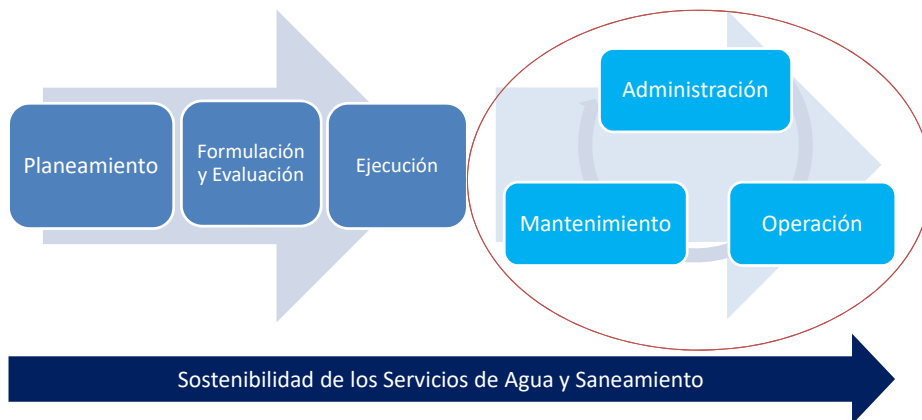 Planeamiento
Formulación
y Evaluación
Ejecución
Administración
Mantenimiento
Operación
Sostenibilidad de los Servicios de Agua y Saneamiento